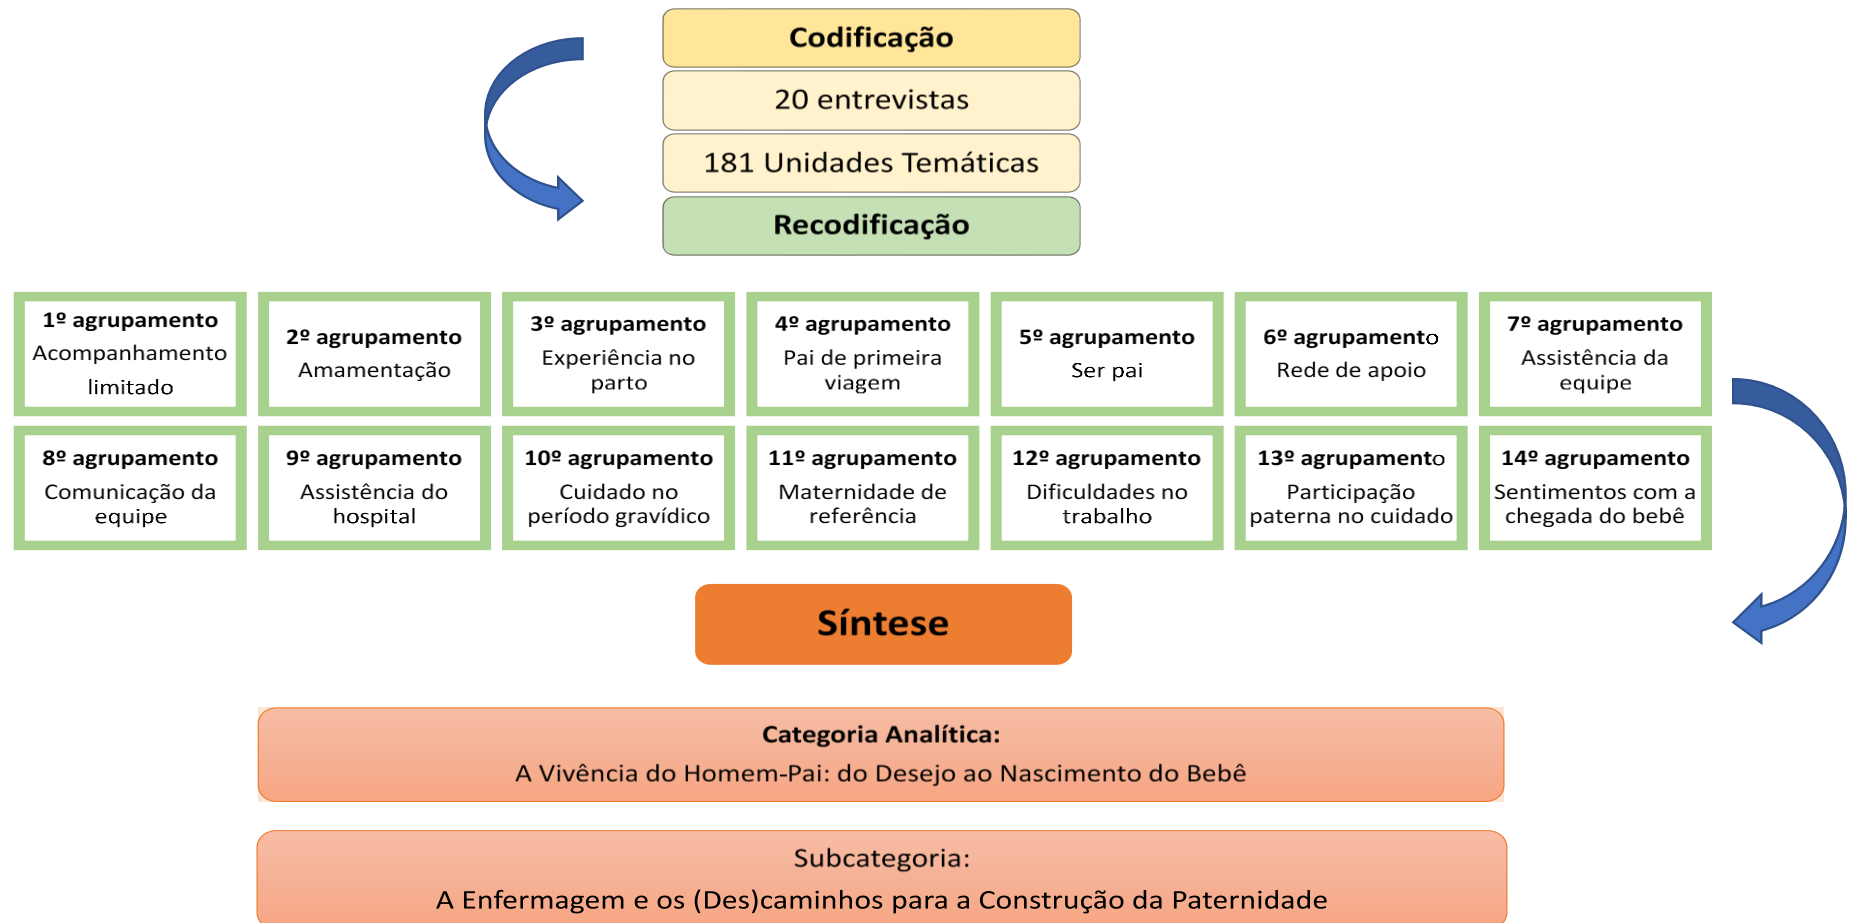 Codificação
20 entrevistas
181 Unidades Temáticas
Recodificação
1º agrupamento
Acompanhamento
limitado
2º agrupamento
Amamentação
3º agrupamento
Experiência no
parto
4º agrupamento
Pai de primeira
viagem
5º agrupamento
Ser pai
6º agrupamento
Rede de apoio
7º agrupamento
Assistência da
equipe
8º agrupamento
Comunicação da
equipe
9º agrupamento
Assistência do
hospital
10º agrupamento
Cuidado no
período gravídico
11º agrupamento
Maternidade de
referência
12º agrupamento
Dificuldades no
trabalho
13º agrupamento
Participação
paterna no cuidado
14º agrupamento
Sentimentos com a
chegada do bebê
Síntese
Categoria Analítica:
A Vivência do Homem-Pai: do Desejo ao Nascimento do Bebê
Subcategoria:
A Enfermagem e os (Des)caminhos para a Construção da Paternidade